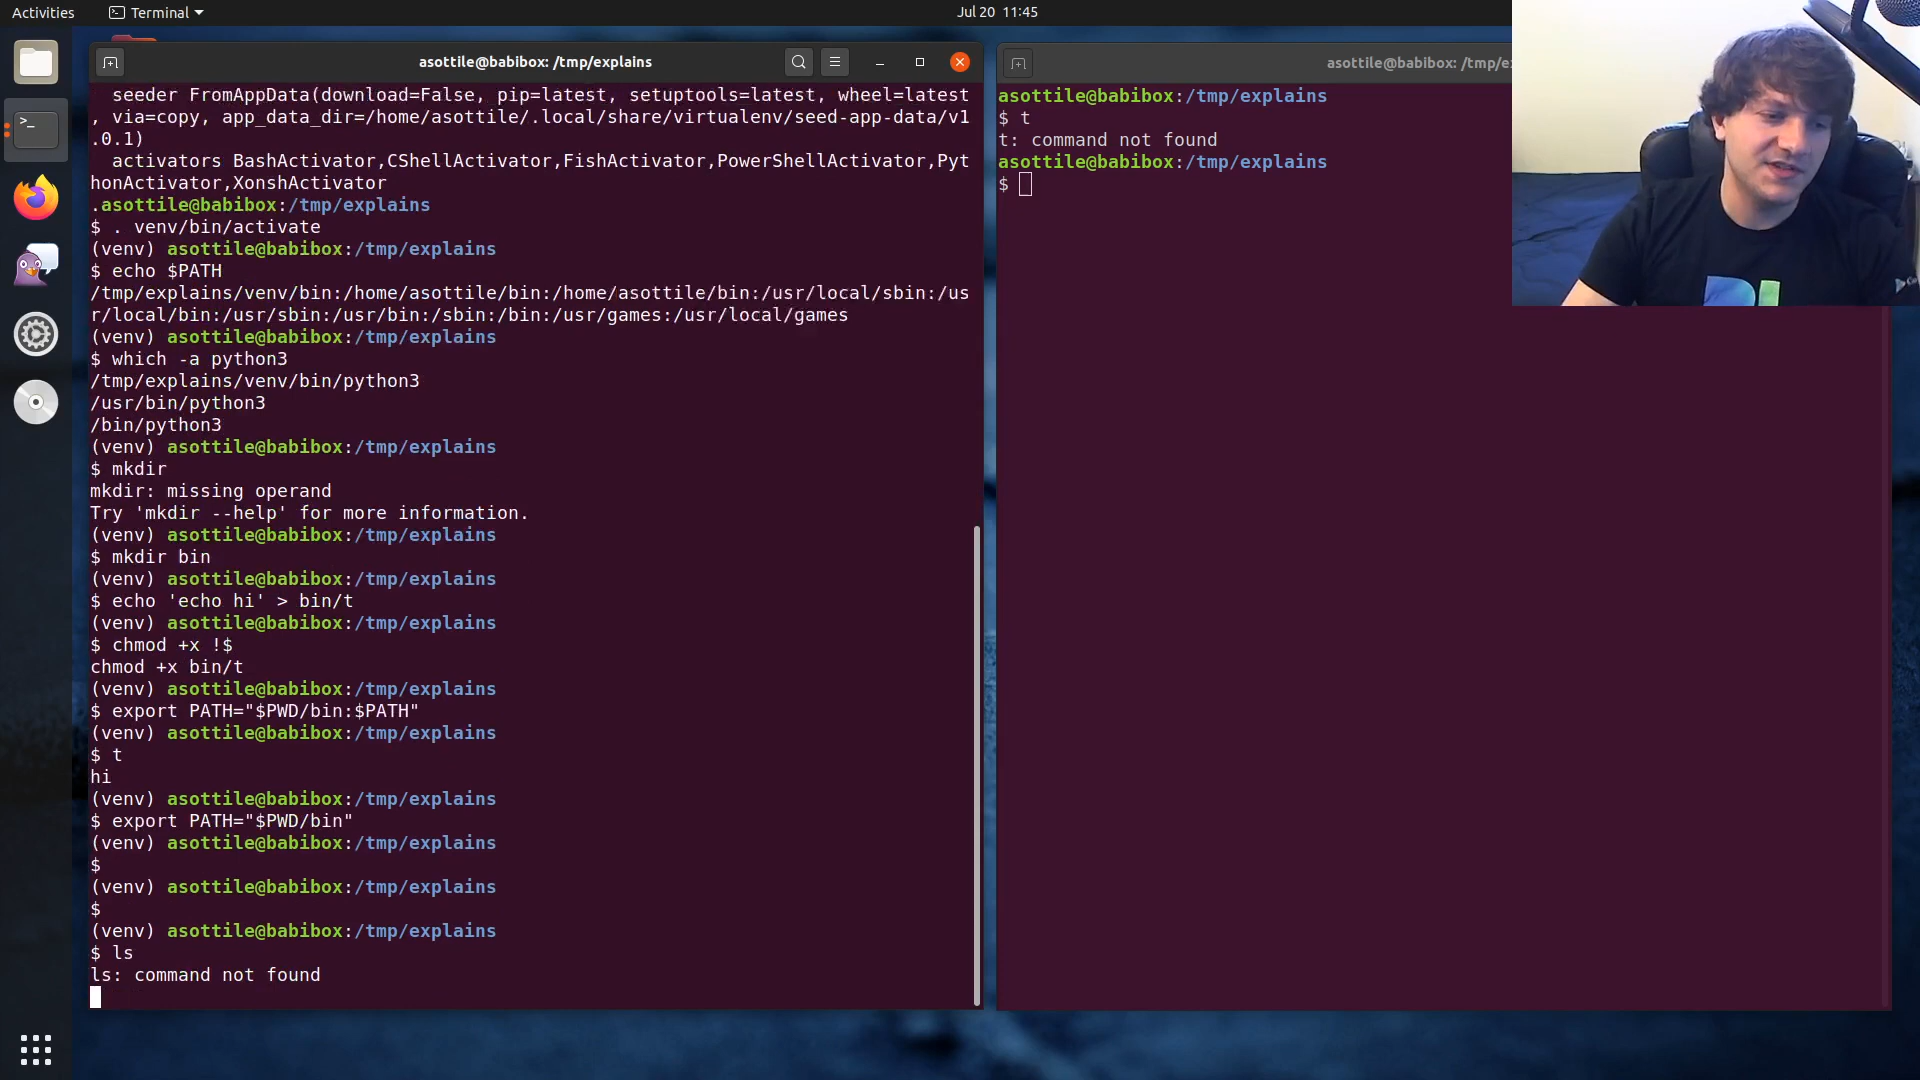 Activities
Terminal
Jul 20 11:45
asottile@babibox: /tmp/explains
seeder FromAppData(download=False, pip=latest, setuptools=latest, wheel=latest
, via=copy, app_data_dir=/home/asottile/.local/share/virtualenv/seed-app-data/v1
.0.1)
activators BashActivator,CShellActivator,FishActivator,PowerShellActivator,Pyt
honActivator,XonshActivator
.asottile@babibox:/tmp/explains
$ . venv/bin/activate
(venv) asottile@babibox:/tmp/explains
$ echo $PATH
/tmp/explains/venv/bin:/home/asottile/bin:/home/asottile/bin:/usr/local/sbin:/us
r/local/bin:/usr/sbin:/usr/bin:/sbin:/bin:/usr/games:/usr/local/games
(venv) asottile@babibox:/tmp/explains
$ which -a python3
/tmp/explains/venv/bin/python3
/usr/bin/python3
/bin/python3
(venv) asottile@babibox:/tmp/explains
$ mkdir
mkdir: missing operand
Try 'mkdir --help' for more information.
(venv) asottile@babibox:/tmp/explains
$ mkdir bin
(venv) asottile@babibox:/tmp/explains
$ echo 'echo hi' > bin/t
(venv) asottile@babibox:/tmp/explains
$ chmod +x !$
chmod +x bin/t
(venv) asottile@babibox:/tmp/explains
$ export PATH="$PWD/bin:$PATH"
(venv) asottile@babibox:/tmp/explains
$ t
hi
(venv) asottile@babibox:/tmp/explains
$ export PATH="$PWD/bin"
(venv) asottile@babibox:/tmp/explains
$
(venv) asottile@babibox:/tmp/explains
$
(venv) asottile@babibox:/tmp/explains
$ ls
ls: command not found
asottile@babibox: /tmp/e
asottile@babibox:/tmp/explains
$ t
t: command not found
asottile@babibox:/tmp/explains
$